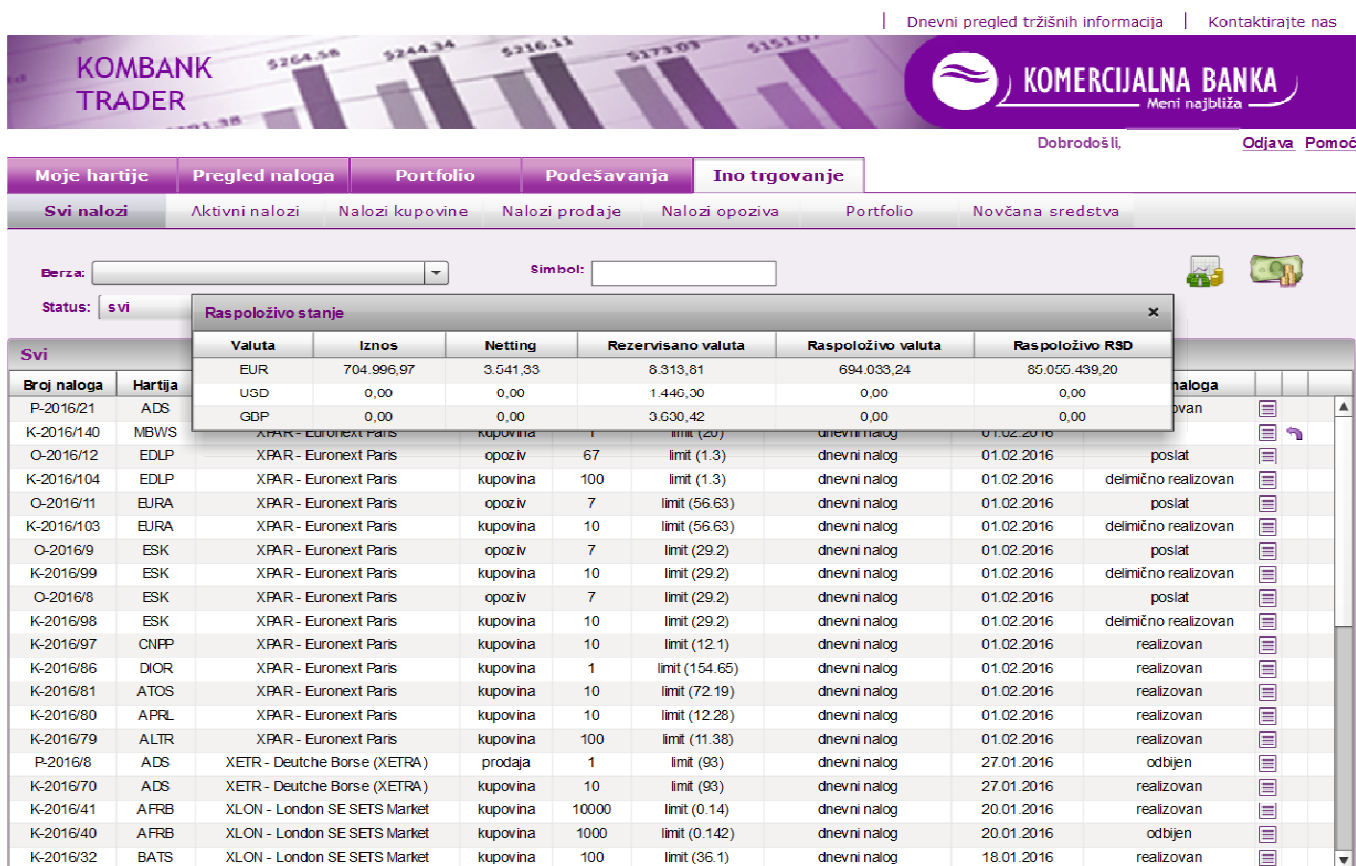 Dnevni pregled tržišnih informacija | Kontaktirajte nas
$264.58 $244.34 $216.11 $173.03 $151.07
KOMBANK
TRADER
KOMERCIJALNA BANKA
Meni najbliža
Dobrodošli, Odjava Pomoć
Moje hartije Pregled naloga Portfolio Podešavanja Ino trgovanje
Svi nalozi Aktivni nalozi Nalozi kupovine Nalozi prodaje Nalozi opoziva Portfolio Novčana sredstva
Berza: Simbol:
Status: svi
Raspoloživo stanje x
Valuta Iznos Netting Rezervisano valuta Raspoloživo valuta Raspoloživo RSD
EUR 704.996,97 3.541,33 8.313,81 694.033,24 85.055.439,20
USD 0,00 0,00 1.446,30 0,00 0,00
GBP 0,00 0,00 3.630,42 0,00 0,00
Svi
Broj naloga Hartija naloga
P-2016/21 ADS
K-2016/140 MBWS XPAR - Euronext Paris kupovina 1 limit (20) dnevni nalog 01.02.2016
O-2016/12 EDLP XPAR - Euronext Paris opoziv 67 limit (1.3) dnevni nalog 01.02.2016 poslat
K-2016/104 EDLP XPAR - Euronext Paris kupovina 100 limit (1.3) dnevni nalog 01.02.2016 delimično realizovan
O-2016/11 EURA XPAR - Euronext Paris opoziv 7 limit (56.63) dnevni nalog 01.02.2016 poslat
K-2016/103 EURA XPAR - Euronext Paris kupovina 10 limit (56.63) dnevni nalog 01.02.2016 delimično realizovan
O-2016/9 ESK XPAR - Euronext Paris opoziv 7 limit (29.2) dnevni nalog 01.02.2016 poslat
K-2016/99 ESK XPAR - Euronext Paris kupovina 10 limit (29.2) dnevni nalog 01.02.2016 delimično realizovan
O-2016/8 ESK XPAR - Euronext Paris opoziv 7 limit (29.2) dnevni nalog 01.02.2016 poslat
K-2016/98 ESK XPAR - Euronext Paris kupovina 10 limit (29.2) dnevni nalog 01.02.2016 delimično realizovan
K-2016/97 CNPP XPAR - Euronext Paris kupovina 10 limit (12.1) dnevni nalog 01.02.2016 realizovan
K-2016/86 DIOR XPAR - Euronext Paris kupovina 1 limit (154.65) dnevni nalog 01.02.2016 realizovan
K-2016/81 ATOS XPAR - Euronext Paris kupovina 10 limit (72.19) dnevni nalog 01.02.2016 realizovan
K-2016/80 APRL XPAR - Euronext Paris kupovina 10 limit (12.28) dnevni nalog 01.02.2016 realizovan
K-2016/79 ALTR XPAR - Euronext Paris kupovina 100 limit (11.38) dnevni nalog 01.02.2016 realizovan
P-2016/8 ADS XETR - Deutche Borse (XETRA) prodaja 1 limit (93) dnevni nalog 27.01.2016 odbijen
K-2016/70 ADS XETR - Deutche Borse (XETRA) kupovina 10 limit (93) dnevni nalog 27.01.2016 realizovan
K-2016/41 AFRB XLON - London SE SETS Market kupovina 10000 limit (0.14) dnevni nalog 20.01.2016 realizovan
K-2016/40 AFRB XLON - London SE SETS Market kupovina 1000 limit (0.142) dnevni nalog 20.01.2016 odbijen
K-2016/32 BATS XLON - London SE SETS Market kupovina 100 limit (36.1) dnevni nalog 18.01.2016 realizovan